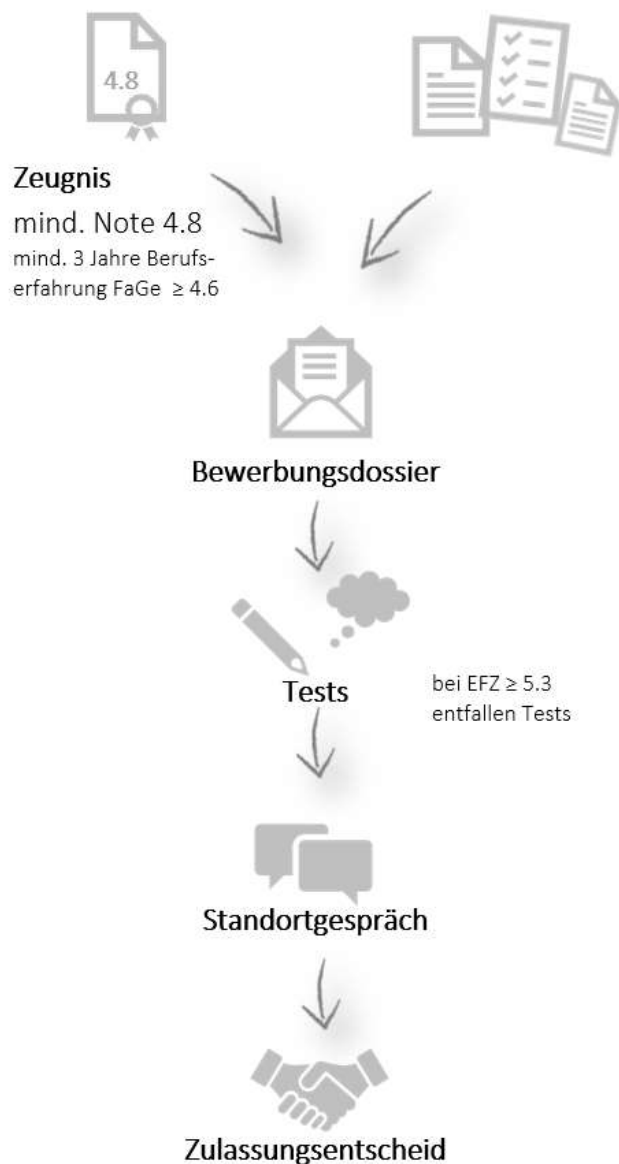 4.8
Zeugnis
mind. Note 4.8
mind. 3 Jahre Berufs-
erfahrung FaGe ≥ 4.6
Bewerbungsdossier
Tests
bei EFZ ≥ 5.3
entfallen Tests
Standortgespräch
Zulassungsentscheid